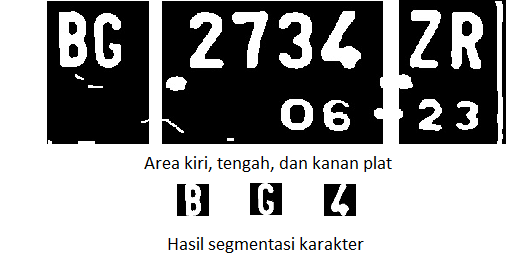 BG 2734 ZR
06 23
Area kiri, tengah, dan kanan plat
B G 4
Hasil segmentasi karakter